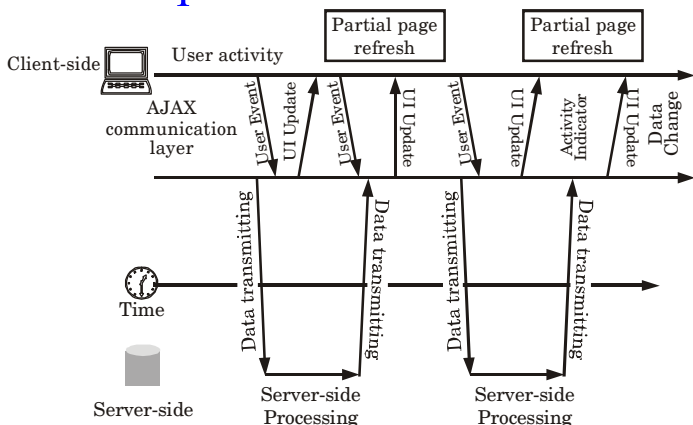 Partial page
refresh
Partial page
refresh
Client-side
User activity
AJAX
communication
layer
User Event
UI Update
User Event
UI Update
User Event
UI Update
Activity
Indicator
UI Update
Data
Change
Data transmitting
Data transmitting
Data transmitting
Data transmitting
Time
Server-side
Server-side
Processing
Server-side
Processing